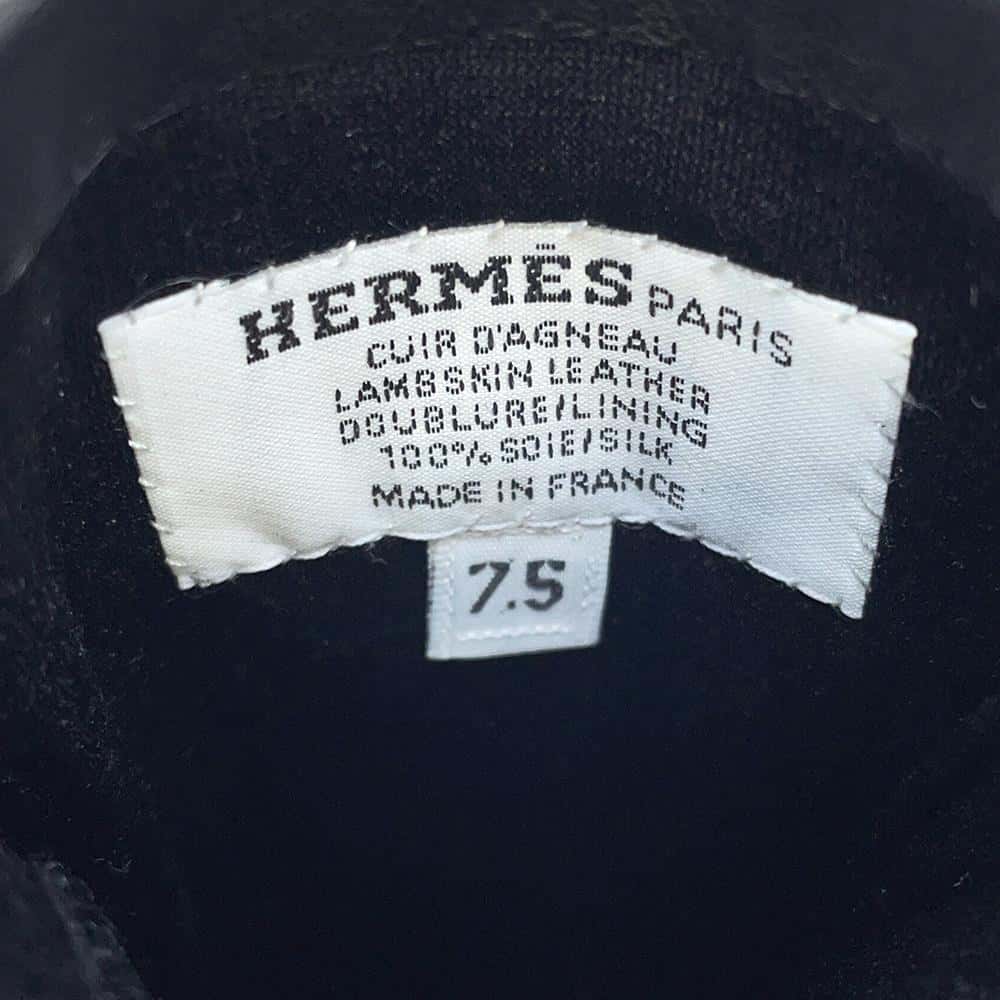 HERMÈS PARIS
CUIR D'AGNEAU
LAMBSKIN LEATHER
DOUBLURE/LINING
100% SOIE/SILK
MADE IN FRANCE
7.5